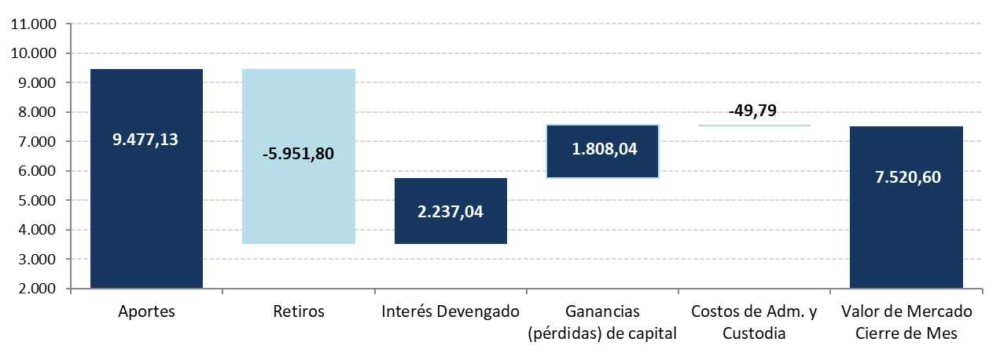 11.000
10.000
9.000
8.000
7.000
6.000
5.000
4.000
3.000
2.000
9.477,13
-5.951,80
2.237,04
1.808,04
-49,79
7.520,60
Aportes
Retiros
Interés Devengado
Ganancias
(pérdidas) de capital
Costos de Adm. y
Custodia
Valor de Mercado
Cierre de Mes